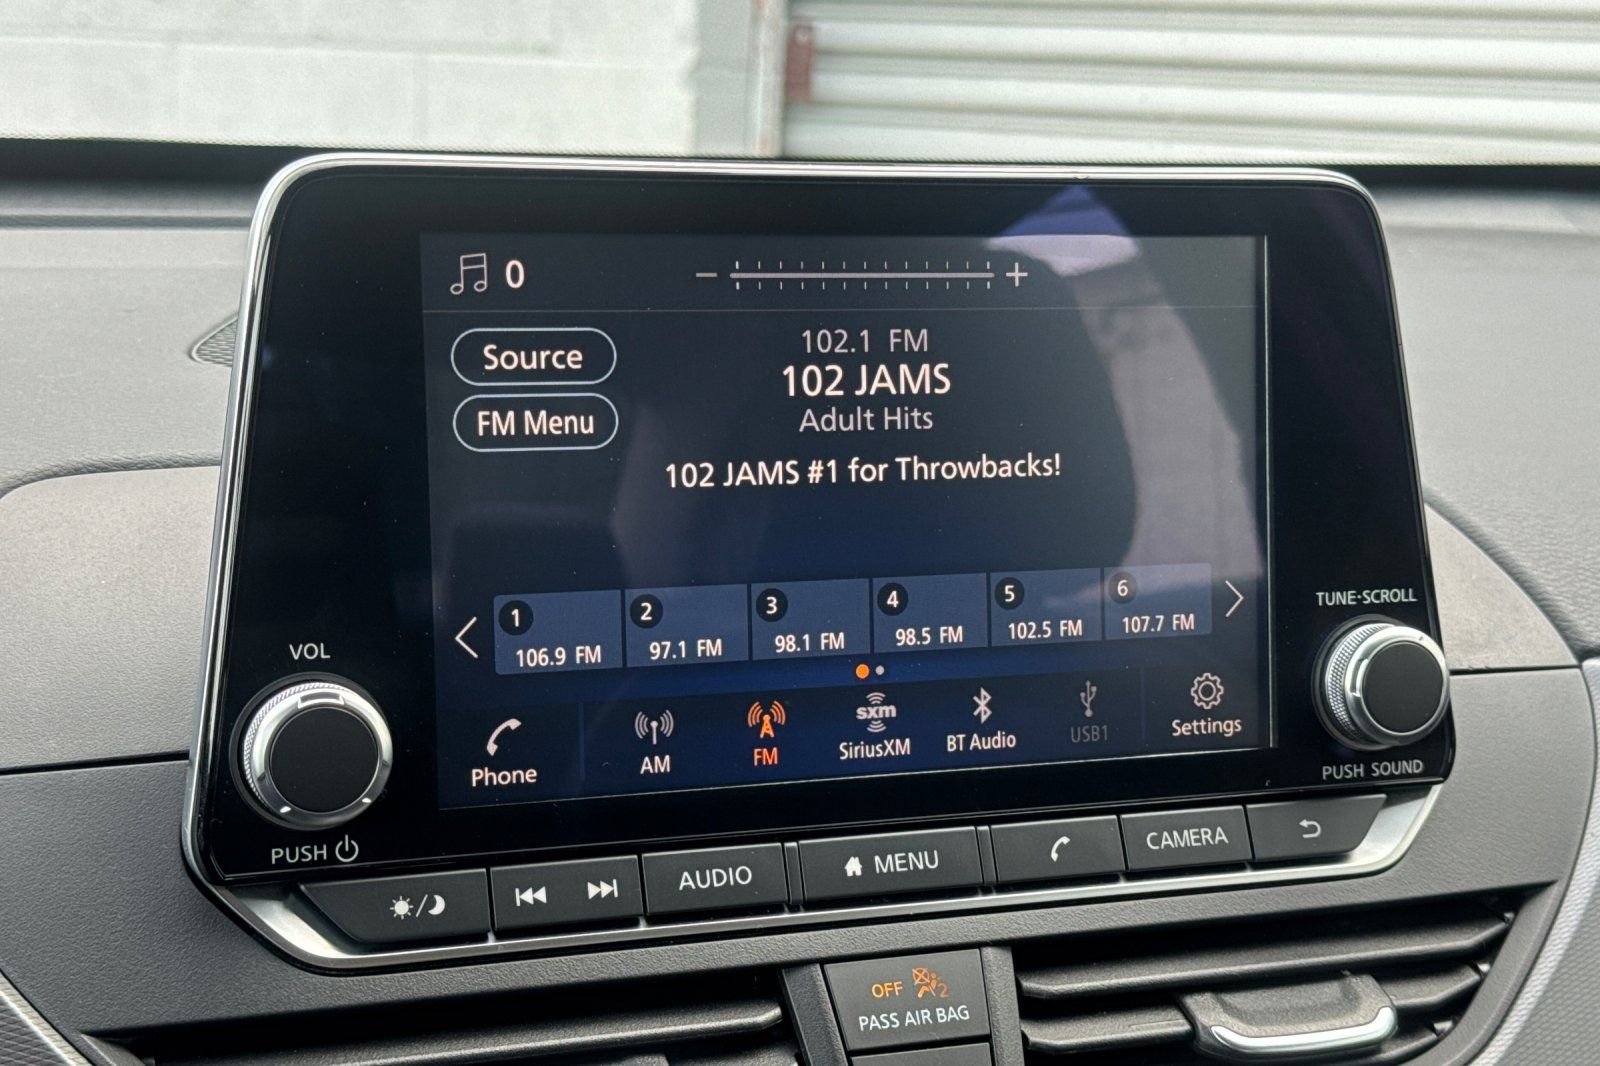 0
− +
Source
FM Menu
102.1 FM
102 JAMS
Adult Hits
102 JAMS #1 for Throwbacks!
1 106.9 FM
2 97.1 FM
3 98.1 FM
4 98.5 FM
5 102.5 FM
6 107.7 FM
Phone
AM
FM
sxm
SiriusXM
BT Audio
USB1
Settings
VOL
PUSH
TUNE·SCROLL
PUSH SOUND
AUDIO
MENU
CAMERA
OFF 2
PASS AIR BAG